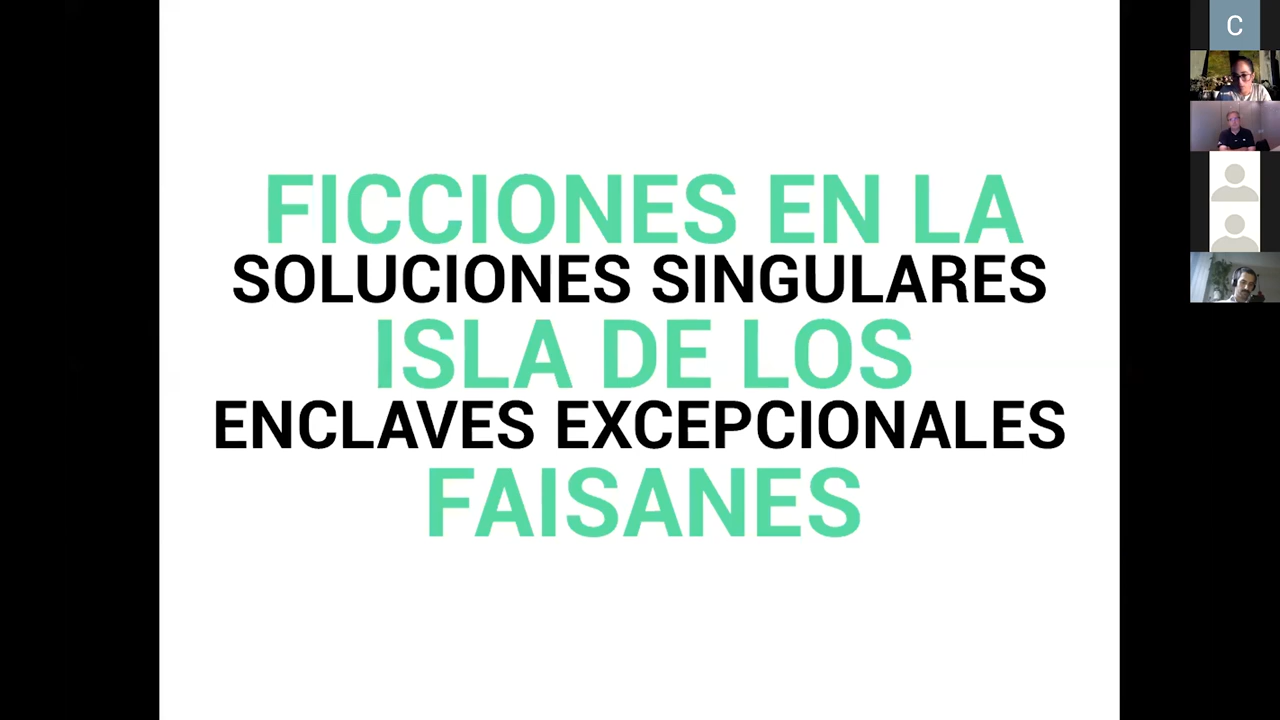 FICCIONES EN LA
SOLUCIONES SINGULARES
ISLA DE LOS
ENCLAVES EXCEPCIONALES
FAISANES
C